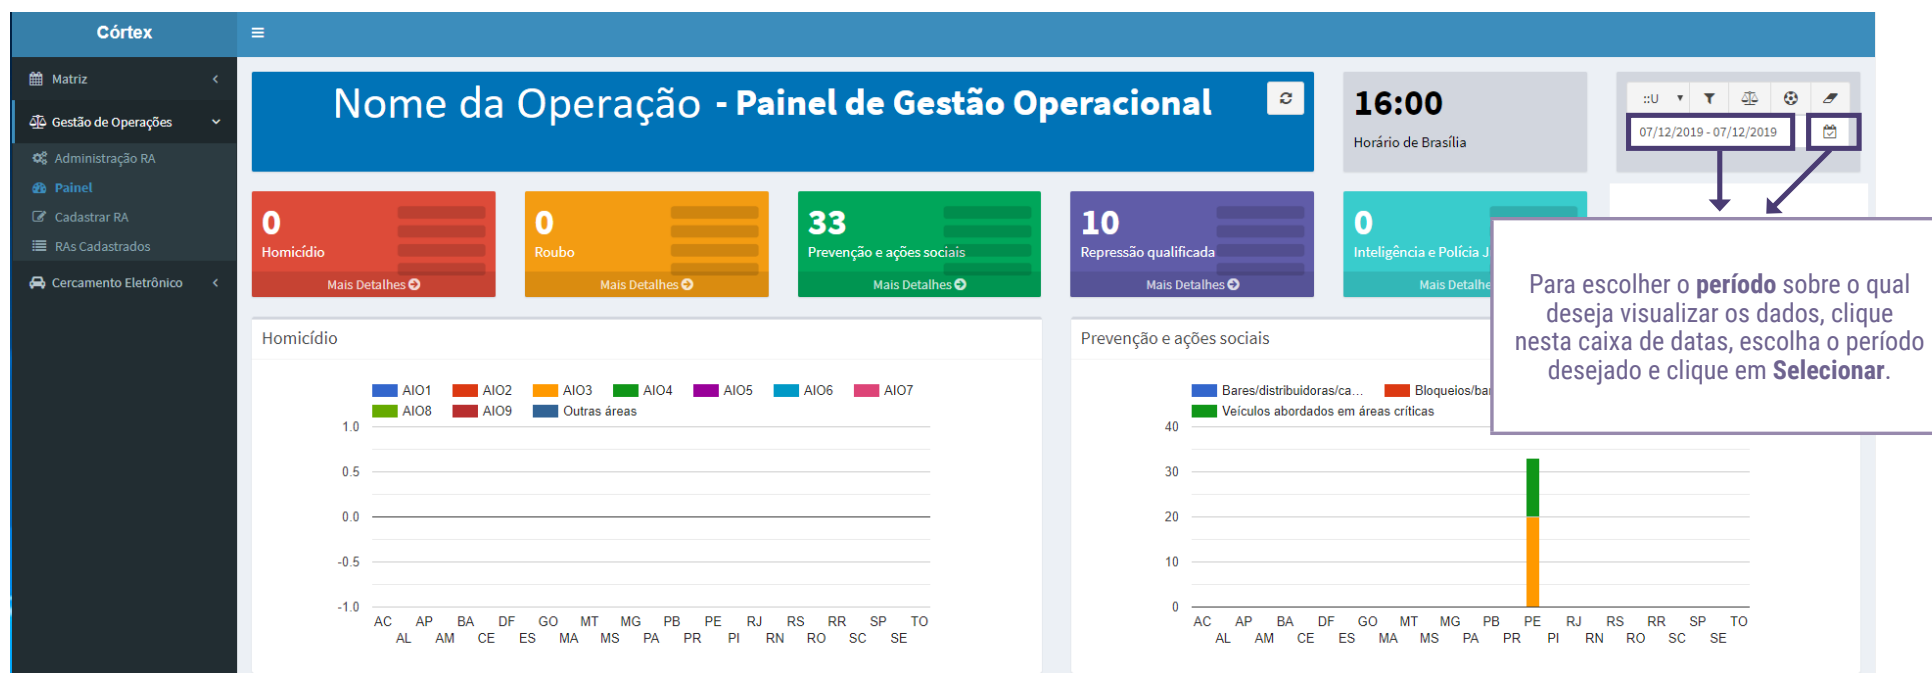 Córtex
Matriz
Gestão de Operações
Administração RA
Painel
Cadastrar RA
RAs Cadastrados
Cercamento Eletrônico
Nome da Operação - Painel de Gestão Operacional
16:00
Horário de Brasília
::U
07/12/2019 - 07/12/2019
0
Homicídio
Mais Detalhes
0
Roubo
Mais Detalhes
33
Prevenção e ações sociais
Mais Detalhes
10
Repressão qualificada
Mais Detalhes
0
Inteligência e Polícia J
Mais Detalhe
Para escolher o período sobre o qual
deseja visualizar os dados, clique
nesta caixa de datas, escolha o período
desejado e clique em Selecionar.
Homicídio
AIO1 AIO2 AIO3 AIO4 AIO5 AIO6 AIO7
AIO8 AIO9 Outras áreas
1.0
0.5
0.0
-0.5
-1.0
AC AP BA DF GO MT MG PB PE RJ RS RR SP TO
AL AM CE ES MA MS PA PR PI RN RO SC SE
Prevenção e ações sociais
Bares/distribuidoras/ca... Bloqueios/ba
Veículos abordados em áreas críticas
40
30
20
10
0
AC AP BA DF GO MT MG PB PE RJ RS RR SP TO
AL AM CE ES MA MS PA PR PI RN RO SC SE